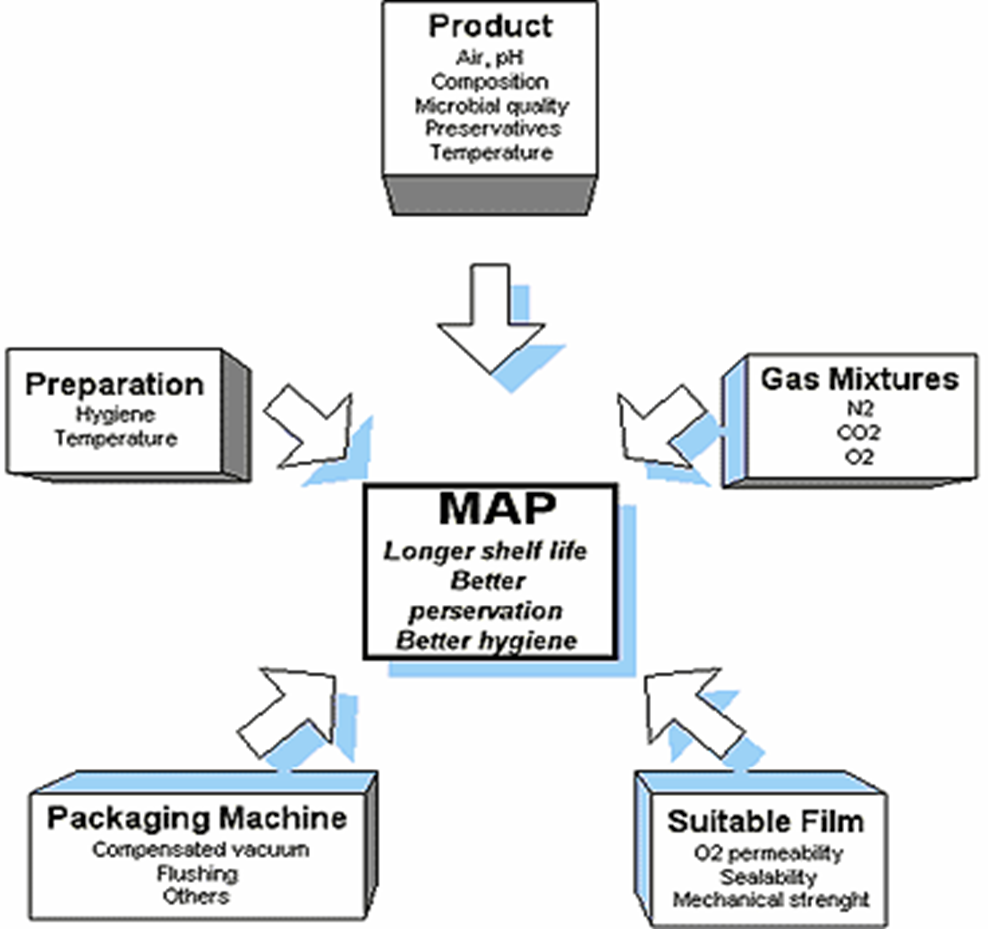 Product
Air, pH
Composition
Microbial quality
Preservatives
Temperature
Preparation
Hygiene
Temperature
Gas Mixtures
N2
CO2
O2
MAP
Longer shelf life
Better
perservation
Better hygiene
Packaging Machine
Compensated vacuum
Flushing
Others
Suitable Film
O2 permeability
Sealability
Mechanical strenght